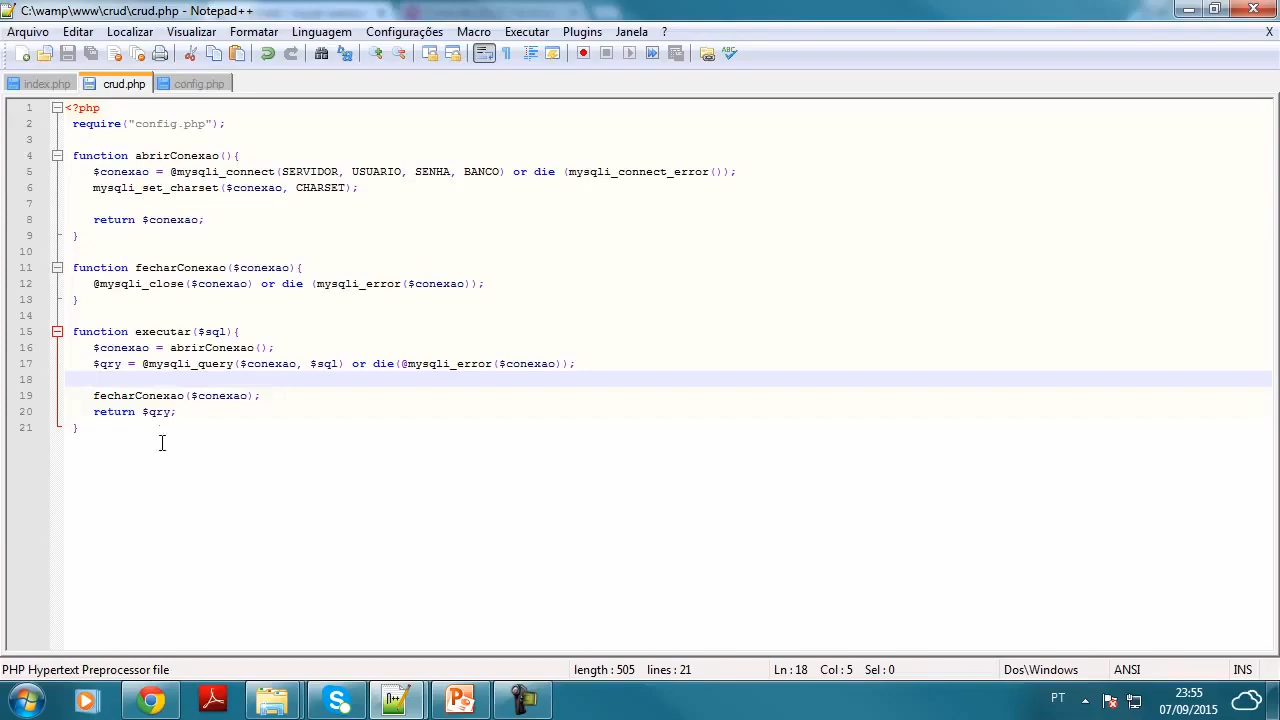 C:\wamp\www\crud\crud.php - Notepad++
Arquivo Editar Localizar Visualizar Formatar Linguagem Configurações Macro Executar Plugins Janela ? X
index.php crud.php config.php
1 <?php
2 require("config.php");
3
4 function abrirConexao(){
5 $conexao = @mysqli_connect(SERVIDOR, USUARIO, SENHA, BANCO) or die (mysqli_connect_error());
6 mysqli_set_charset($conexao, CHARSET);
7
8 return $conexao;
9 }
10
11 function fecharConexao($conexao){
12 @mysqli_close($conexao) or die (mysqli_error($conexao));
13 }
14
15 function executar($sql){
16 $conexao = abrirConexao();
17 $qry = @mysqli_query($conexao, $sql) or die(@mysqli_error($conexao));
18
19 fecharConexao($conexao);
20 return $qry;
21 }
PHP Hypertext Preprocessor file length : 505 lines : 21 Ln : 18 Col : 5 Sel : 0 Dos\Windows ANSI INS
PT 23:55
07/09/2015